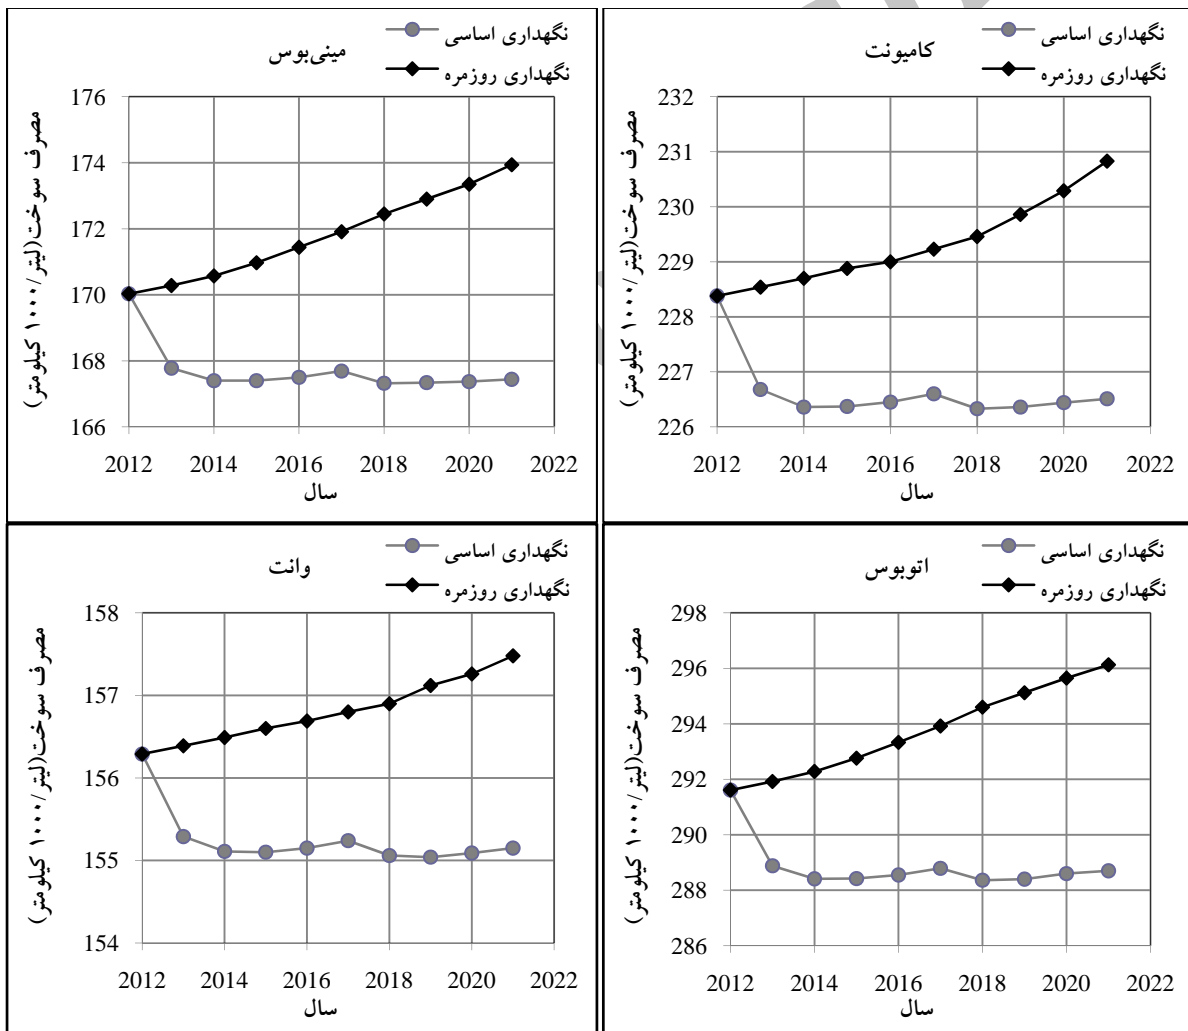 مینی‌بوس
نگهداری اساسی
نگهداری روزمره
مصرف سوخت(لیتر/۱۰۰۰ کیلومتر)
176
174
172
170
168
166
2012 2014 2016 2018 2020 2022
سال
کامیونت
نگهداری اساسی
نگهداری روزمره
مصرف سوخت(لیتر/۱۰۰۰ کیلومتر)
232
231
230
229
228
227
226
2012 2014 2016 2018 2020 2022
سال
وانت
نگهداری اساسی
نگهداری روزمره
مصرف سوخت(لیتر/۱۰۰۰ کیلومتر)
158
157
156
155
154
2012 2014 2016 2018 2020 2022
سال
اتوبوس
نگهداری اساسی
نگهداری روزمره
مصرف سوخت(لیتر/۱۰۰۰ کیلومتر)
298
296
294
292
290
288
286
2012 2014 2016 2018 2020 2022
سال